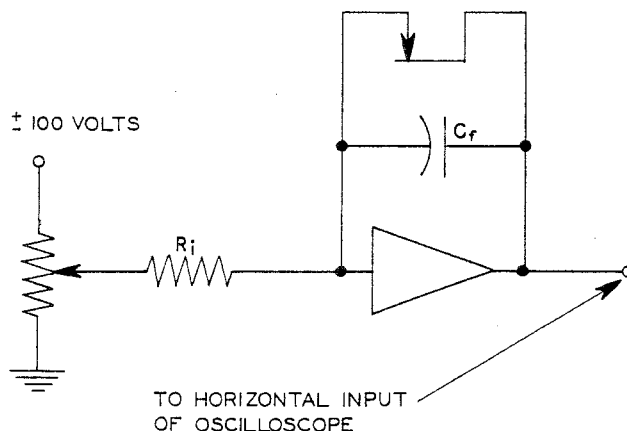 ± 100 VOLTS
Cf
Ri
TO HORIZONTAL INPUT
OF OSCILLOSCOPE